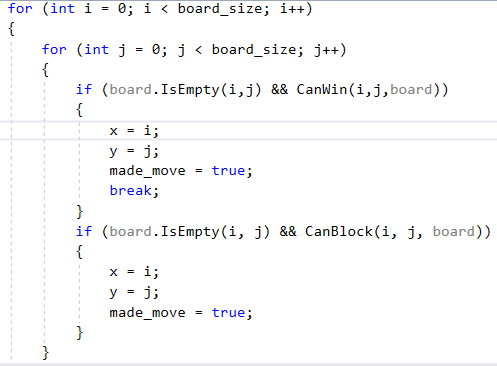 for (int i = 0; i < board_size; i++)
{
    for (int j = 0; j < board_size; j++)
    {
        if (board.IsEmpty(i,j) && CanWin(i,j,board))
        {
            x = i;
            y = j;
            made_move = true;
            break;
        }
        if (board.IsEmpty(i, j) && CanBlock(i, j, board))
        {
            x = i;
            y = j;
            made_move = true;
        }
    }